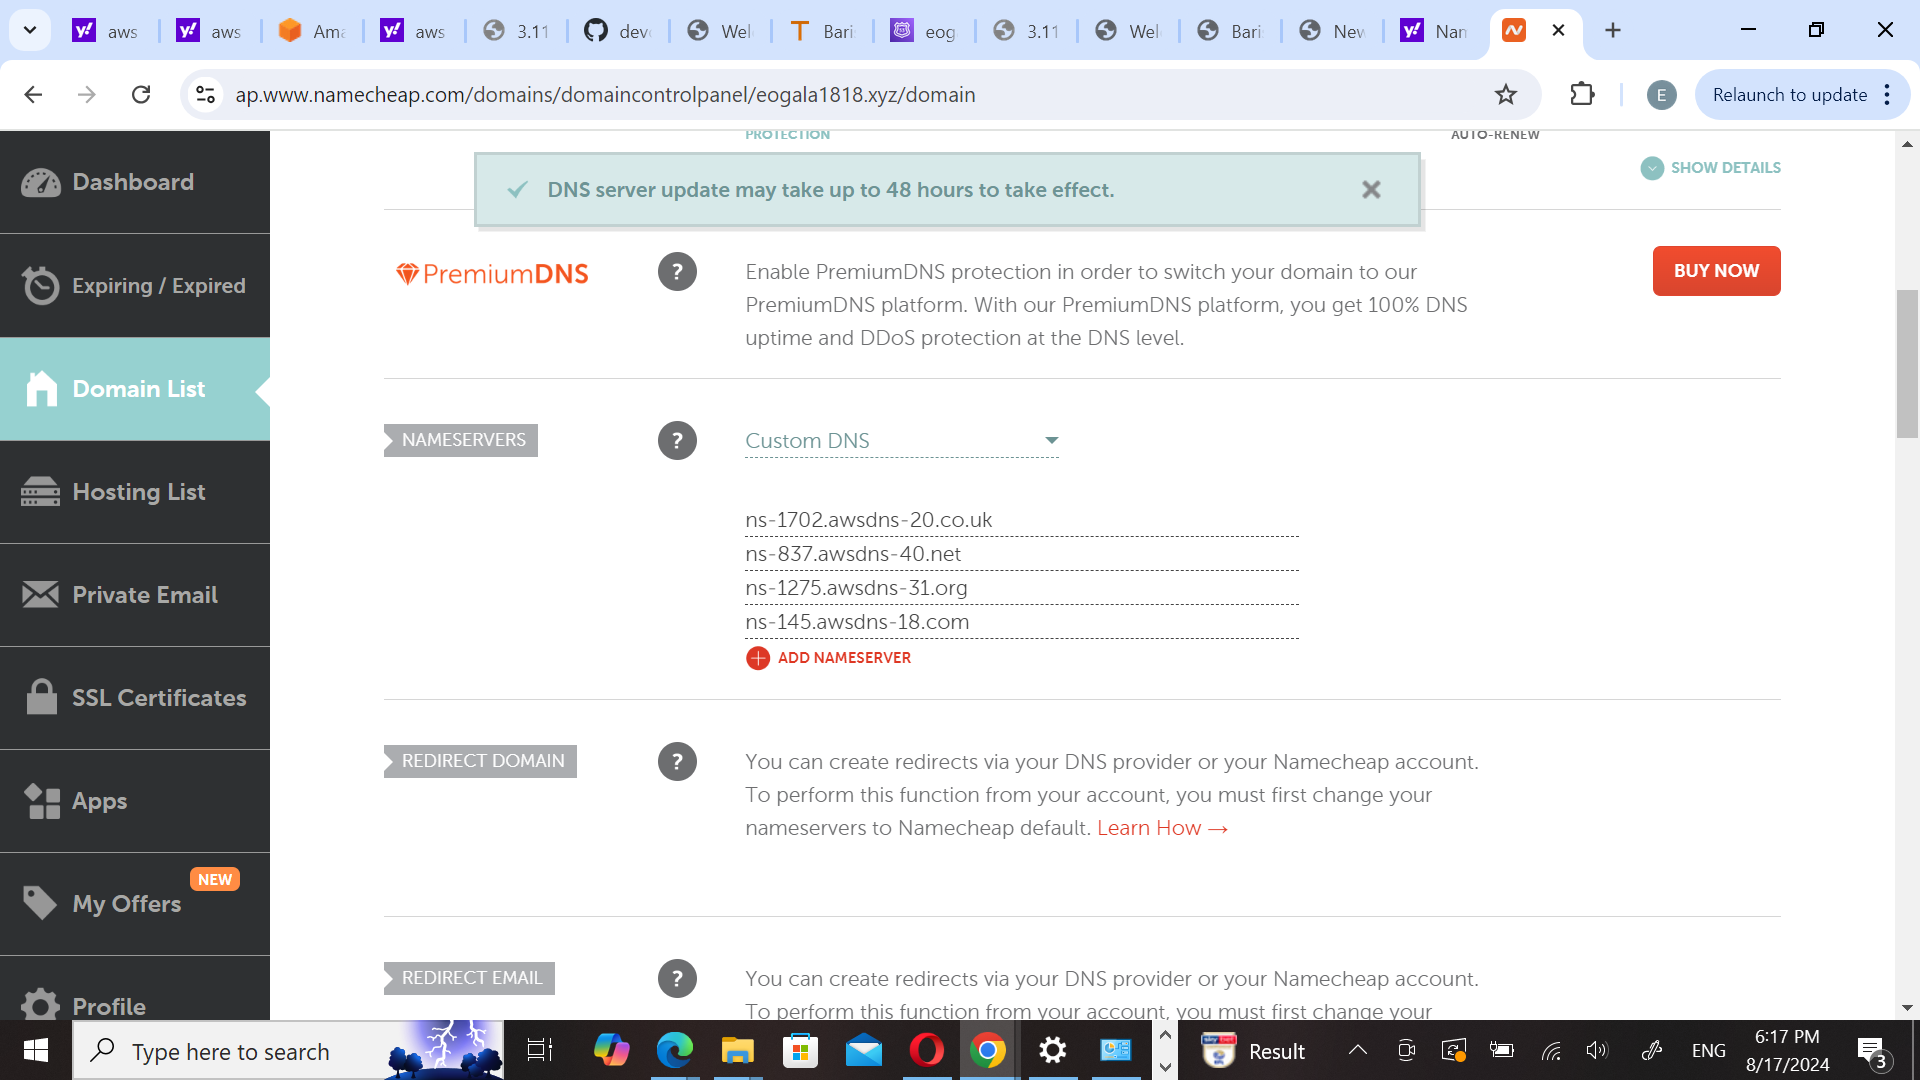 aws
aws
Ama
aws
3.11
dev
Wel
Bari
eog
3.11
Wel
Bari
New
Nam
ap.www.namecheap.com/domains/domaincontrolpanel/eogala1818.xyz/domain
E
Relaunch to update
PROTECTION
AUTO-RENEW
SHOW DETAILS
DNS server update may take up to 48 hours to take effect.
Dashboard
Expiring / Expired
Domain List
Hosting List
Private Email
SSL Certificates
Apps
NEW
My Offers
Profile
PremiumDNS
?
Enable PremiumDNS protection in order to switch your domain to our
PremiumDNS platform. With our PremiumDNS platform, you get 100% DNS
uptime and DDoS protection at the DNS level.
BUY NOW
NAMESERVERS
?
Custom DNS
ns-1702.awsdns-20.co.uk
ns-837.awsdns-40.net
ns-1275.awsdns-31.org
ns-145.awsdns-18.com
ADD NAMESERVER
REDIRECT DOMAIN
?
You can create redirects via your DNS provider or your Namecheap account.
To perform this function from your account, you must first change your
nameservers to Namecheap default. Learn How →
REDIRECT EMAIL
?
You can create redirects via your DNS provider or your Namecheap account.
To perform this function from your account, you must first change your
Type here to search
Result
ENG
6:17 PM
8/17/2024
3